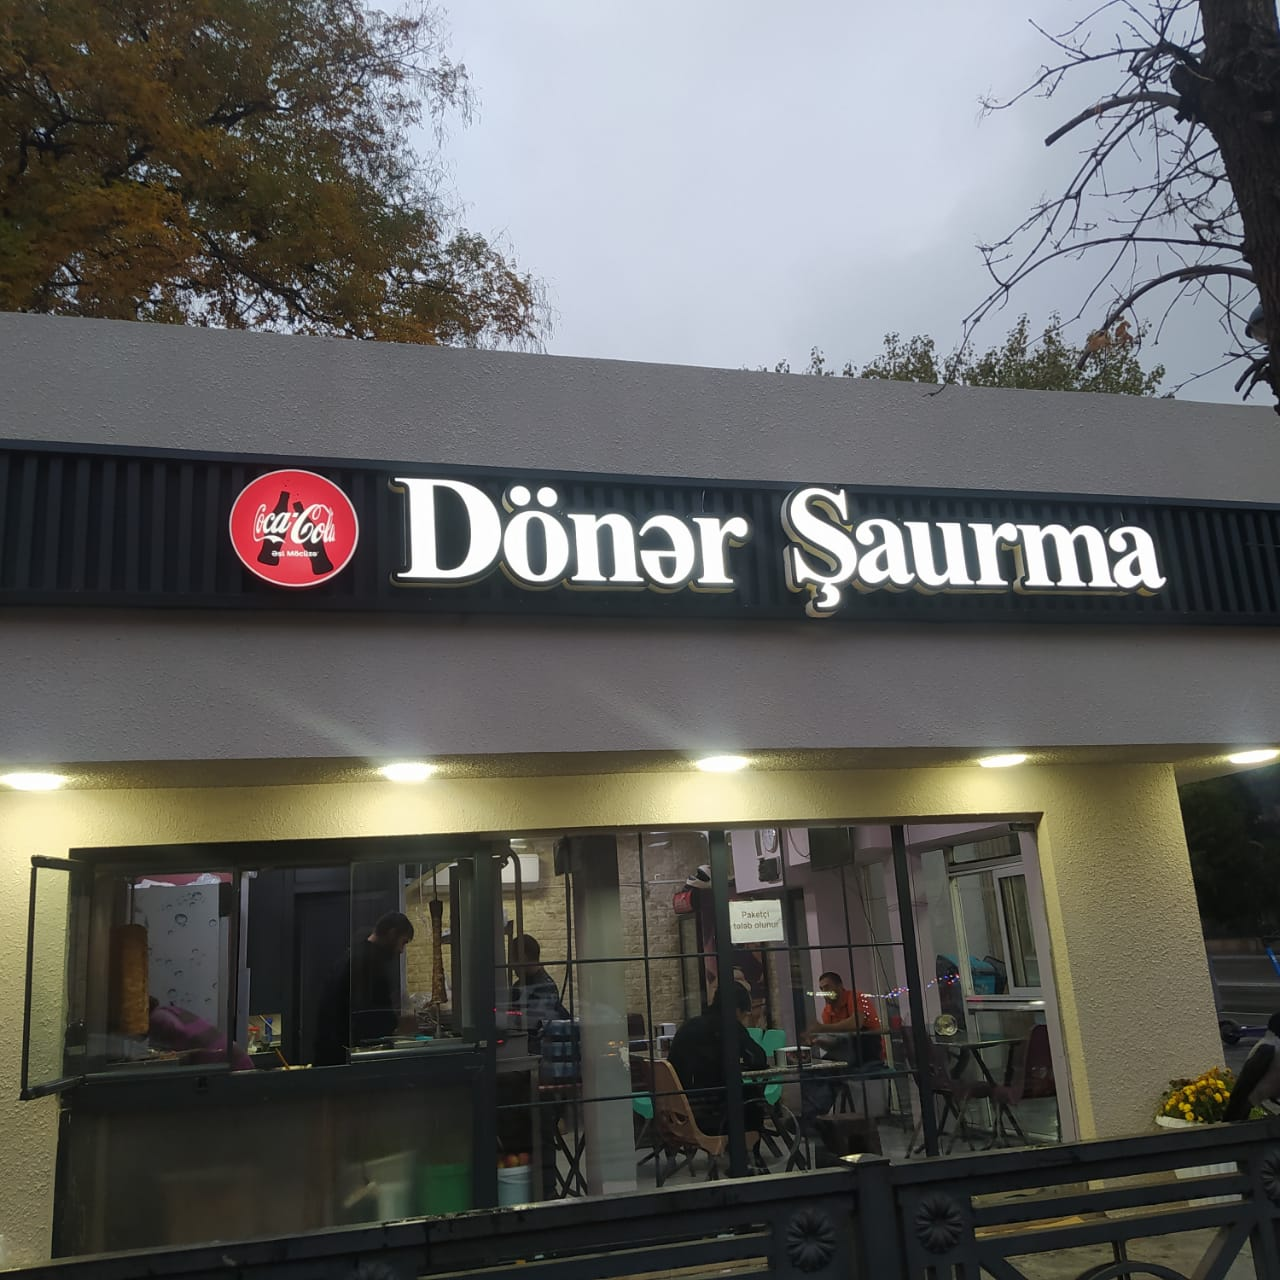 Coca-Cola
Əsl Möcüzə
Dönər Şaurma
Paketçi
tələb olunur